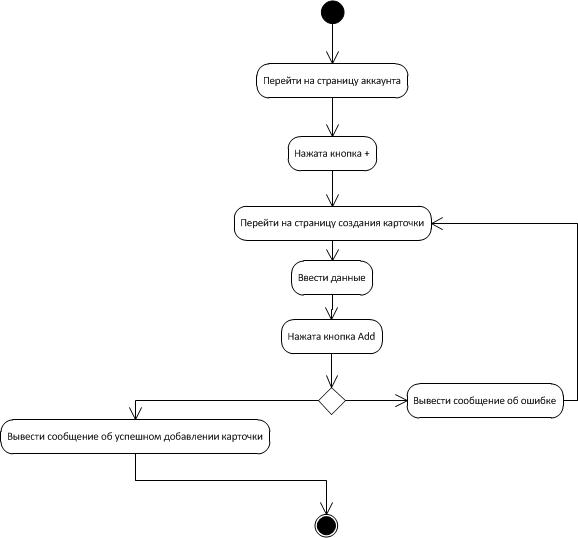 Перейти на страницу аккаунта
Нажата кнопка +
Перейти на страницу создания карточки
Ввести данные
Нажата кнопка Add
Вывести сообщение об ошибке
Вывести сообщение об успешном добавлении карточки